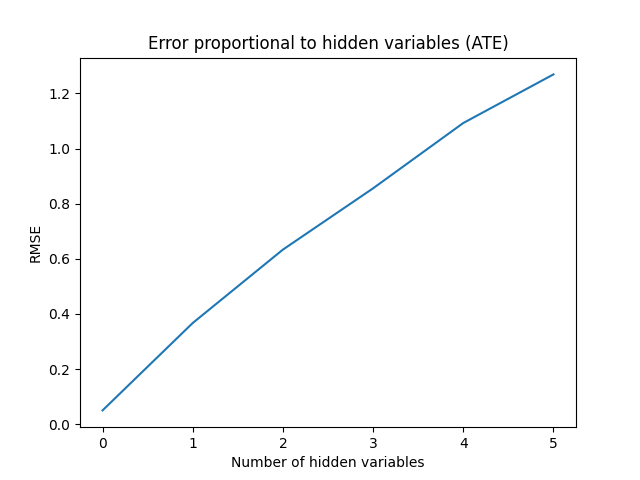 Error proportional to hidden variables (ATE)
1.2
1.0
0.8
0.6
0.4
0.2
0.0
RMSE
0 1 2 3 4 5
Number of hidden variables